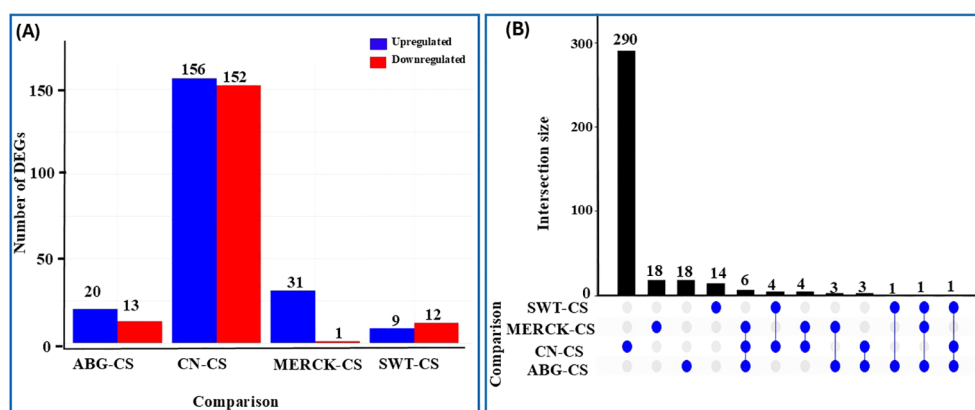 (A)
Upregulated
Downregulated
Number of DEGs
150
100
50
0
20
13
156
152
31
1
9
12
ABG-CS
CN-CS
MERCK-CS
SWT-CS
Comparison
(B)
Intersection size
300
200
100
0
290
18
18
14
6
4
4
3
3
1
1
1
Comparison
SWT-CS
MERCK-CS
CN-CS
ABG-CS